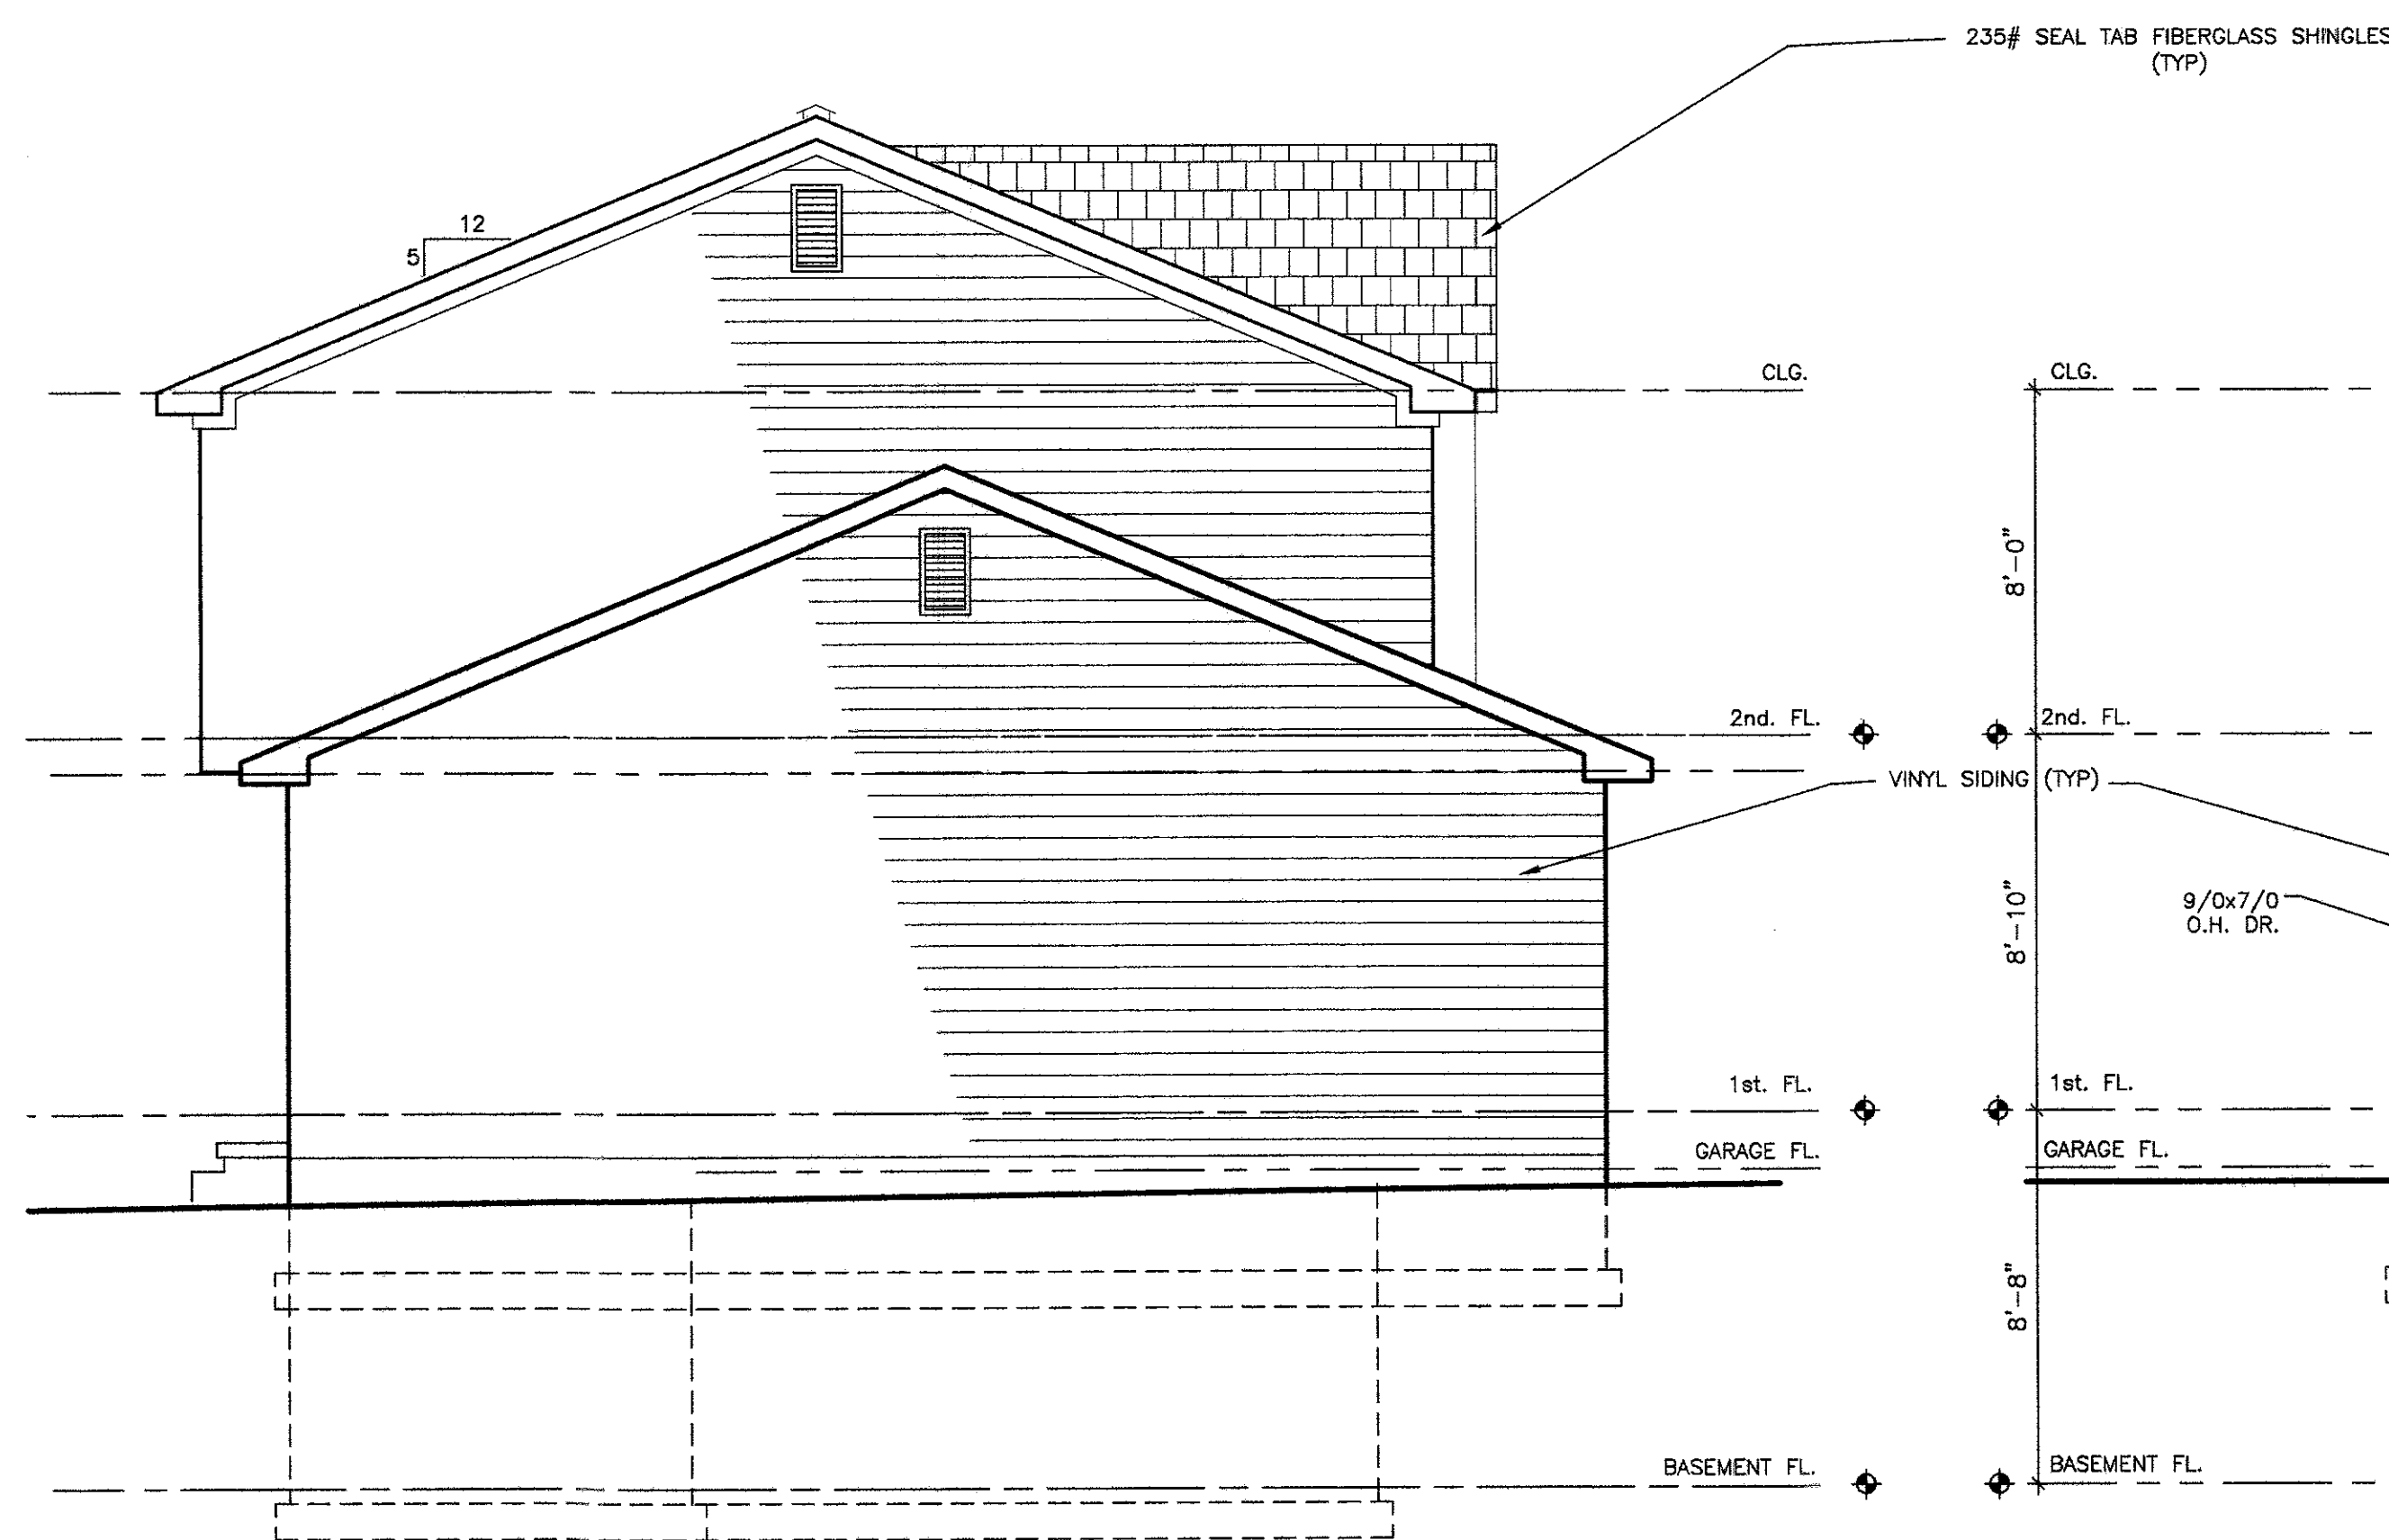 235# SEAL TAB FIBERGLASS SHINGLES
(TYP)
12
5
CLG.
CLG.
8'-0"
2nd. FL.
2nd. FL.
VINYL SIDING (TYP)
8'-10"
9/0x7/0
O.H. DR.
1st. FL.
1st. FL.
GARAGE FL.
GARAGE FL.
8'-8"
BASEMENT FL.
BASEMENT FL.